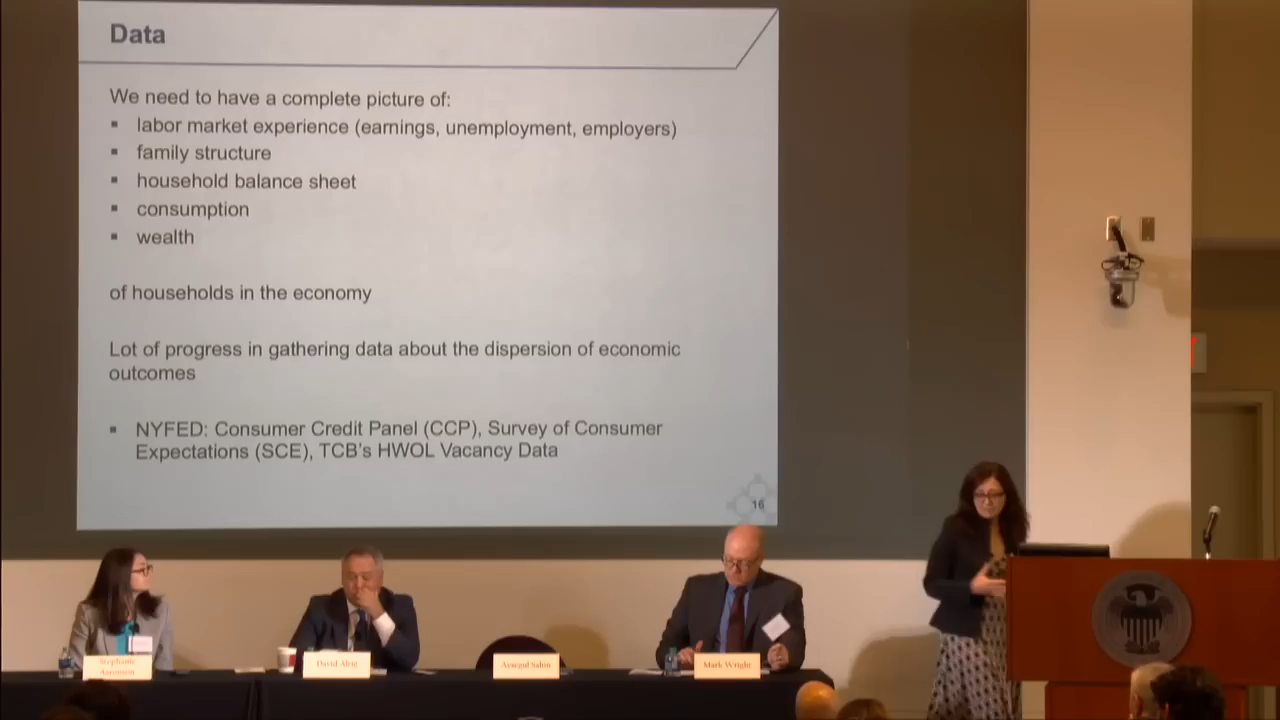 Data
We need to have a complete picture of:
▪ labor market experience (earnings, unemployment, employers)
▪ family structure
▪ household balance sheet
▪ consumption
▪ wealth
of households in the economy
Lot of progress in gathering data about the dispersion of economic
outcomes
▪ NYFED: Consumer Credit Panel (CCP), Survey of Consumer
Expectations (SCE), TCB's HWOL Vacancy Data
16
Stephanie
Aaronson
David Altig
Aysegul Sahin
Mark Wright